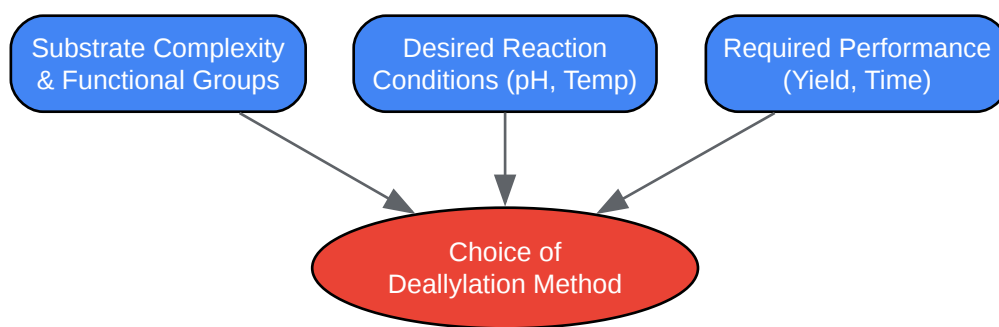 Substrate Complexity
& Functional Groups
Desired Reaction
Conditions (pH, Temp)
Required Performance
(Yield, Time)
Choice of
Deallylation Method